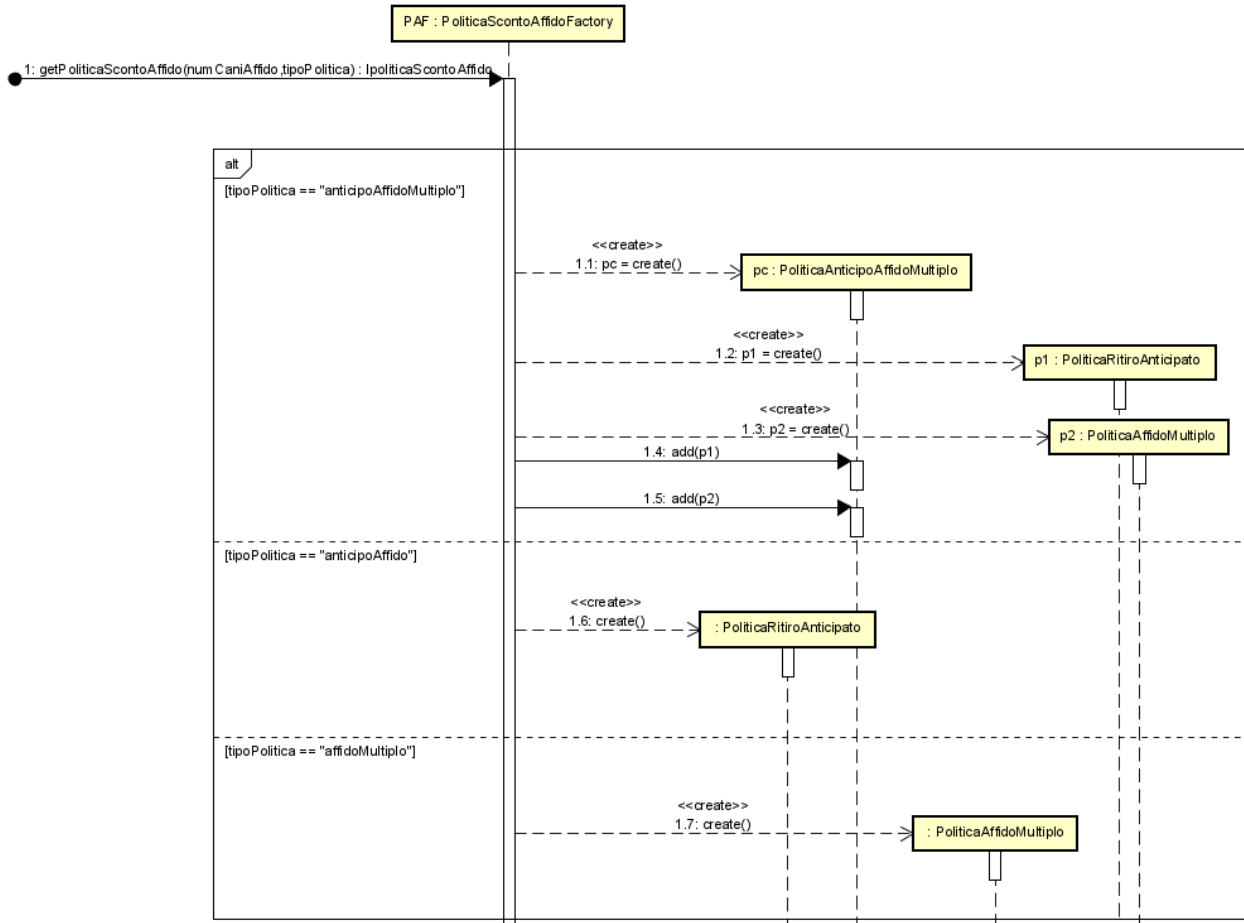 PAF : PoliticaScontoAffidoFactory
1: getPoliticaScontoAffido(numCaniAffido,tipoPolitica) : IpoliticaScontoAffido
alt
[tipoPolitica == "anticipoAffidoMultiplo"]
<<create>>
1.1: pc = create()
pc : PoliticaAnticipoAffidoMultiplo
<<create>>
1.2: p1 = create()
p1 : PoliticaRitiroAnticipato
<<create>>
1.3: p2 = create()
p2 : PoliticaAffidoMultiplo
1.4: add(p1)
1.5: add(p2)
[tipoPolitica == "anticipoAffido"]
<<create>>
1.6: create()
: PoliticaRitiroAnticipato
[tipoPolitica == "affidoMultiplo"]
<<create>>
1.7: create()
: PoliticaAffidoMultiplo